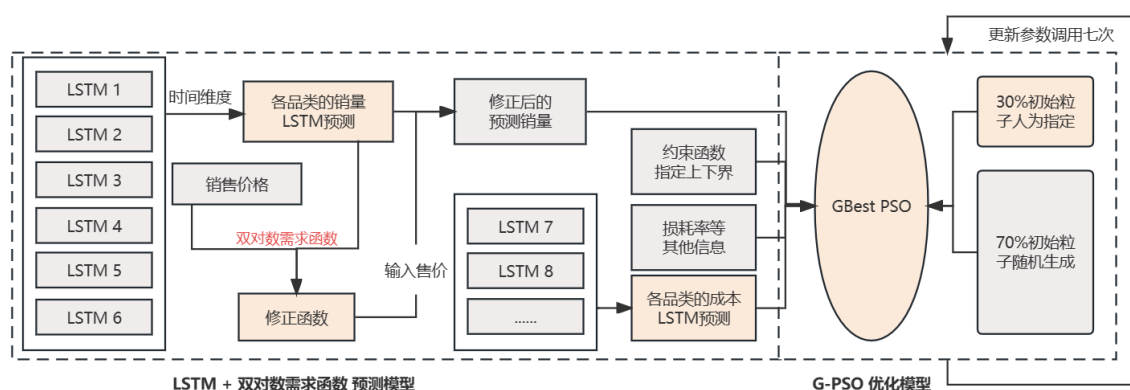 更新参数调用七次
LSTM 1
LSTM 2
LSTM 3
LSTM 4
LSTM 5
LSTM 6
时间维度
各品类的销量
LSTM预测
销售价格
双对数需求函数
修正函数
输入售价
修正后的
预测销量
LSTM 7
LSTM 8
......
约束函数
指定上下界
损耗率等
其他信息
各品类的成本
LSTM预测
GBest PSO
30%初始粒
子人为指定
70%初始粒
子随机生成
LSTM + 双对数需求函数 预测模型
G-PSO 优化模型